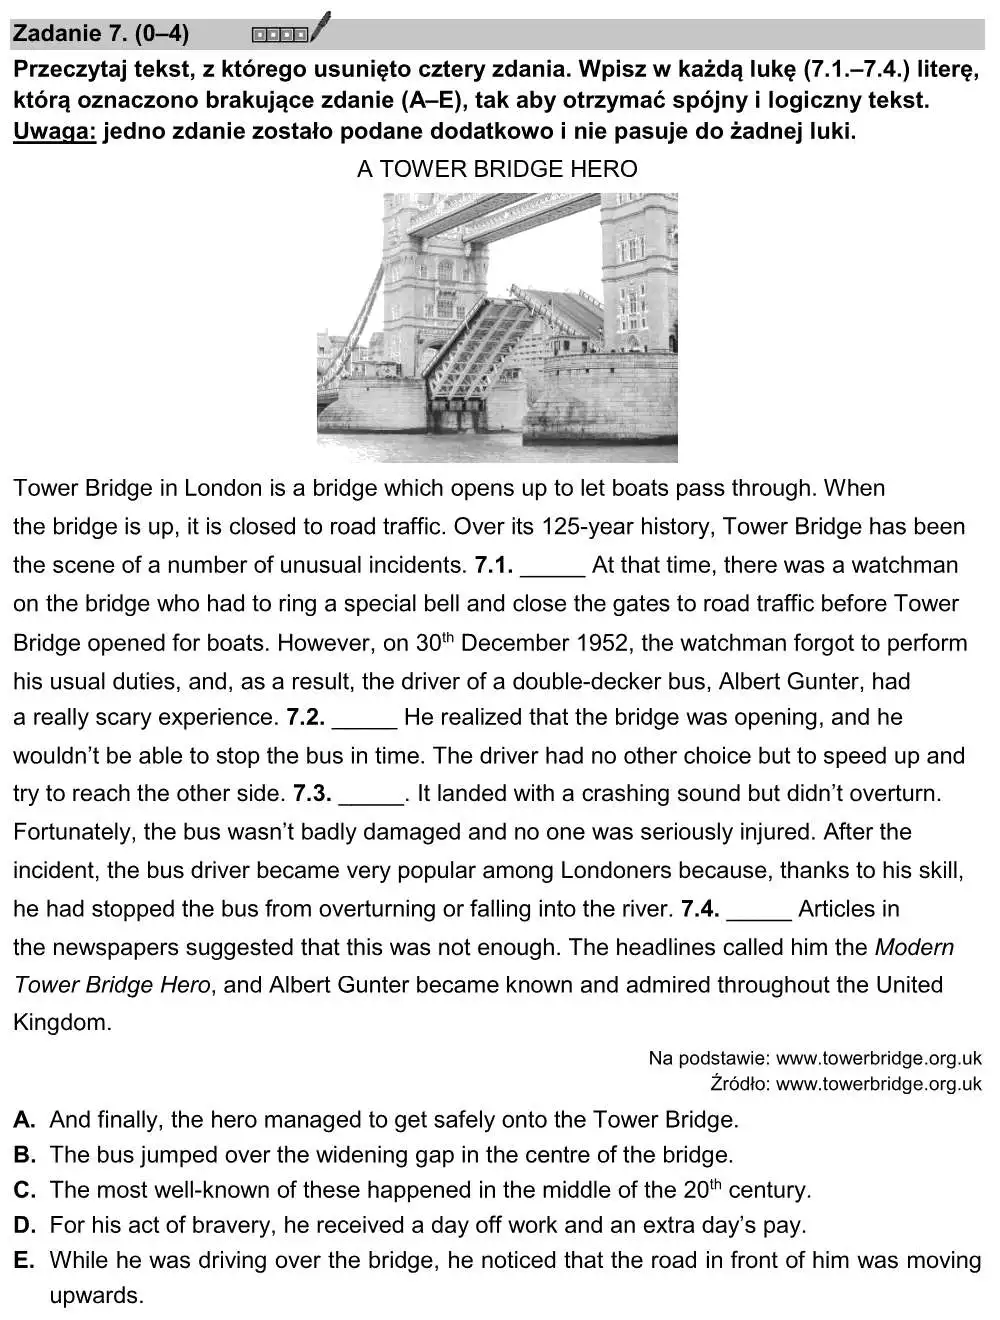 Zadanie 7. (0–4)
Przeczytaj tekst, z którego usunięto cztery zdania. Wpisz w każdą lukę (7.1.–7.4.) literę,
którą oznaczono brakujące zdanie (A–E), tak aby otrzymać spójny i logiczny tekst.
Uwaga: jedno zdanie zostało podane dodatkowo i nie pasuje do żadnej luki.
A TOWER BRIDGE HERO
Tower Bridge in London is a bridge which opens up to let boats pass through. When
the bridge is up, it is closed to road traffic. Over its 125-year history, Tower Bridge has been
the scene of a number of unusual incidents. 7.1. _____ At that time, there was a watchman
on the bridge who had to ring a special bell and close the gates to road traffic before Tower
Bridge opened for boats. However, on 30th December 1952, the watchman forgot to perform
his usual duties, and, as a result, the driver of a double-decker bus, Albert Gunter, had
a really scary experience. 7.2. _____ He realized that the bridge was opening, and he
wouldn’t be able to stop the bus in time. The driver had no other choice but to speed up and
try to reach the other side. 7.3. _____. It landed with a crashing sound but didn’t overturn.
Fortunately, the bus wasn’t badly damaged and no one was seriously injured. After the
incident, the bus driver became very popular among Londoners because, thanks to his skill,
he had stopped the bus from overturning or falling into the river. 7.4. _____ Articles in
the newspapers suggested that this was not enough. The headlines called him the Modern
Tower Bridge Hero, and Albert Gunter became known and admired throughout the United
Kingdom.
Na podstawie: www.towerbridge.org.uk
Źródło: www.towerbridge.org.uk
A. And finally, the hero managed to get safely onto the Tower Bridge.
B. The bus jumped over the widening gap in the centre of the bridge.
C. The most well-known of these happened in the middle of the 20th century.
D. For his act of bravery, he received a day off work and an extra day’s pay.
E. While he was driving over the bridge, he noticed that the road in front of him was moving
upwards.